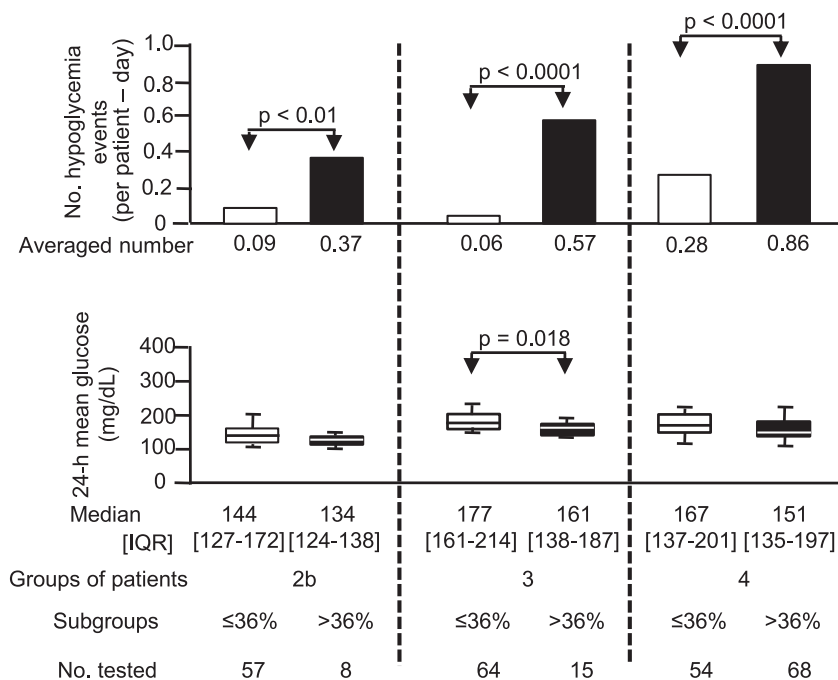 No. hypoglycemia
events
(per patient – day)
1.0
0.8
0.6
0.4
0.2
0
p < 0.01
p < 0.0001
p < 0.0001
Averaged number 0.09 0.37 0.06 0.57 0.28 0.86
24-h mean glucose
(mg/dL)
400
300
200
100
0
p = 0.018
Median 144 134 177 161 167 151
[IQR] [127-172] [124-138] [161-214] [138-187] [137-201] [135-197]
Groups of patients 2b 3 4
Subgroups ≤36% >36% ≤36% >36% ≤36% >36%
No. tested 57 8 64 15 54 68